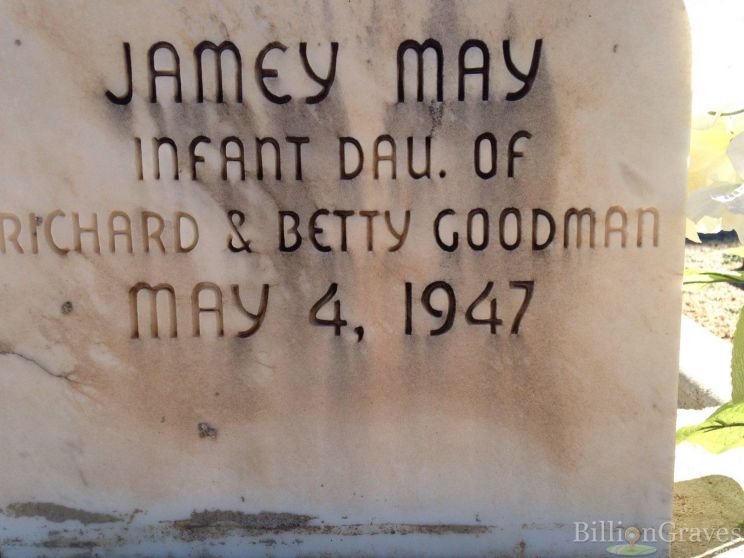 JAMEY MAY
INFANT DAU. OF
RICHARD & BETTY GOODMAN
MAY 4, 1947
BillionGraves